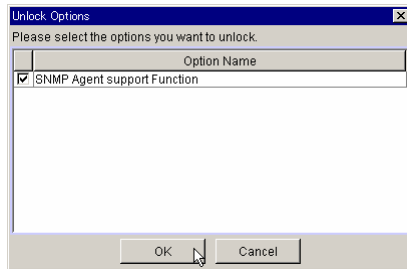 Unlock Options
Please select the options you want to unlock.
Option Name
SNMP Agent support Function
OK Cancel